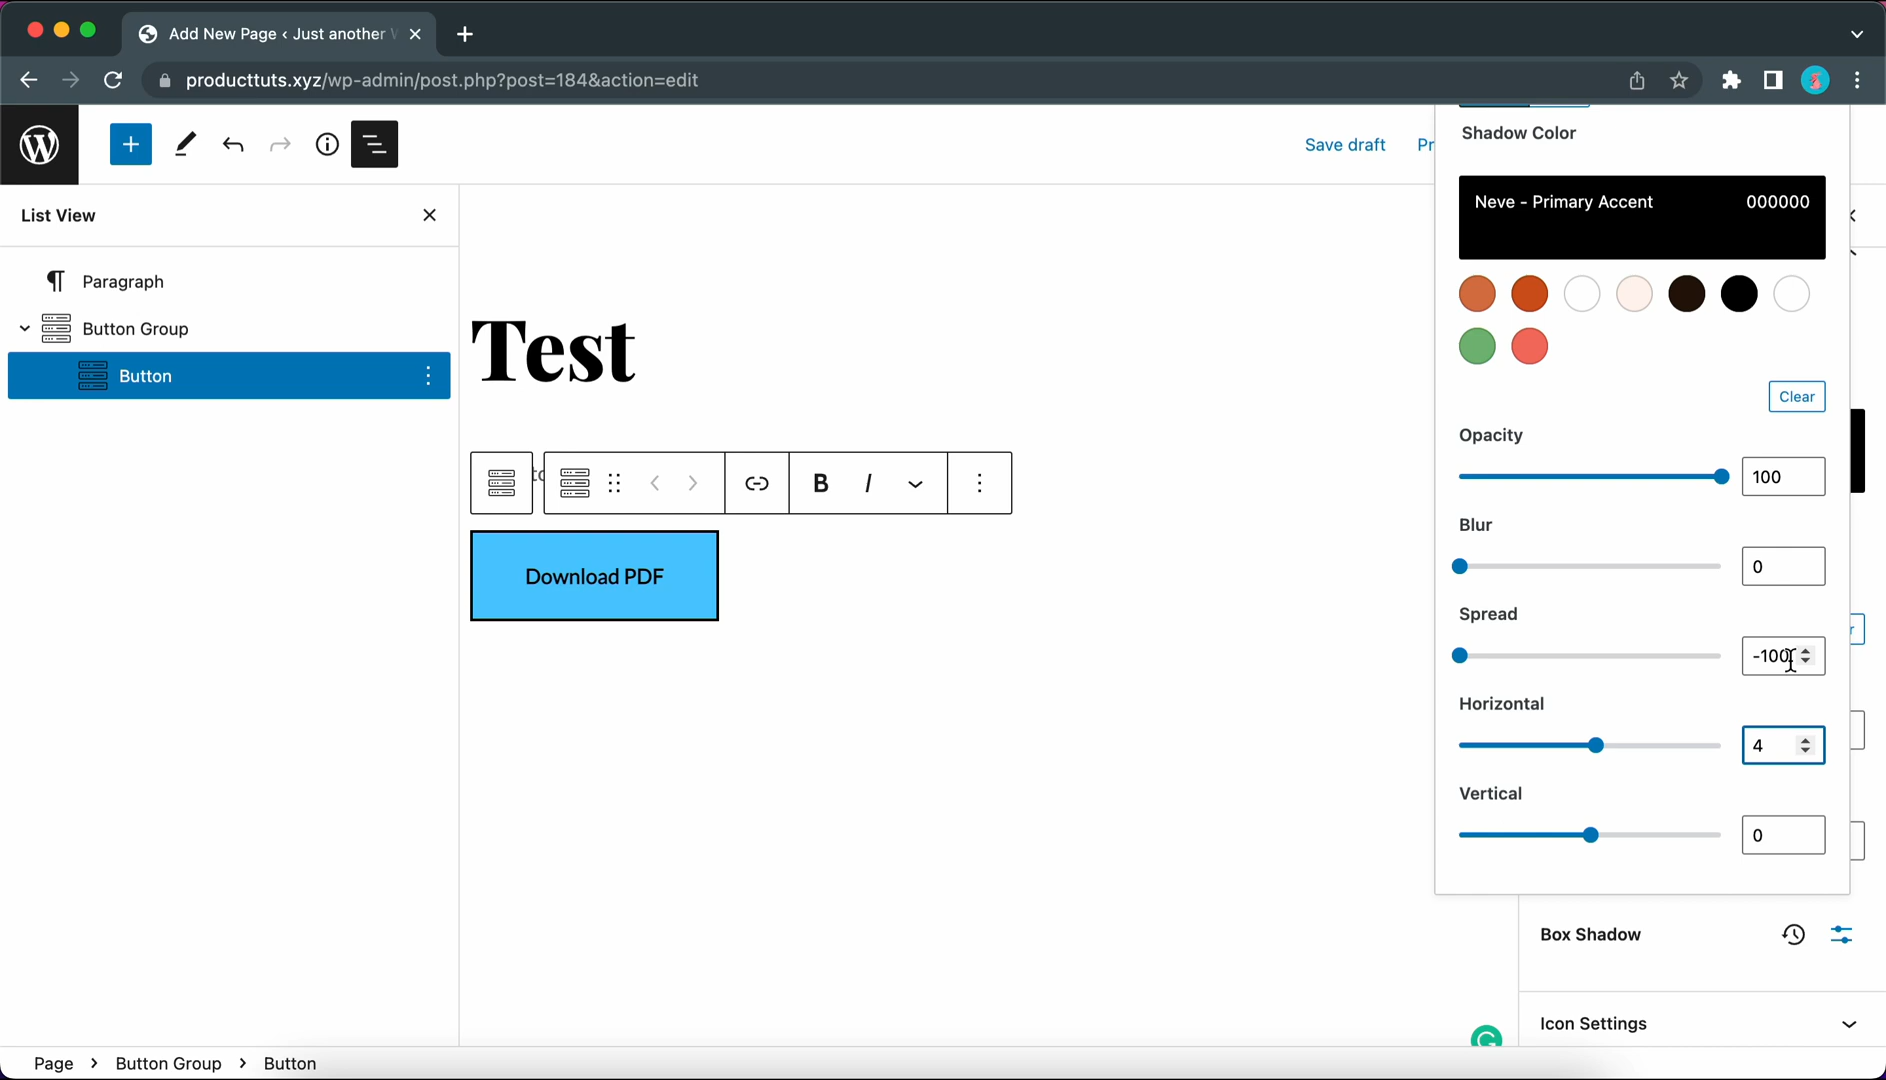 Add New Page ‹ Just another
producttuts.xyz/wp-admin/post.php?post=184&action=edit
Save draft
Pr
List View
Paragraph
Button Group
Button
Test
B I
Download PDF
Shadow Color
Neve - Primary Accent 000000
Clear
Opacity
100
Blur
0
Spread
-100
Horizontal
4
Vertical
0
Box Shadow
Icon Settings
Page > Button Group > Button